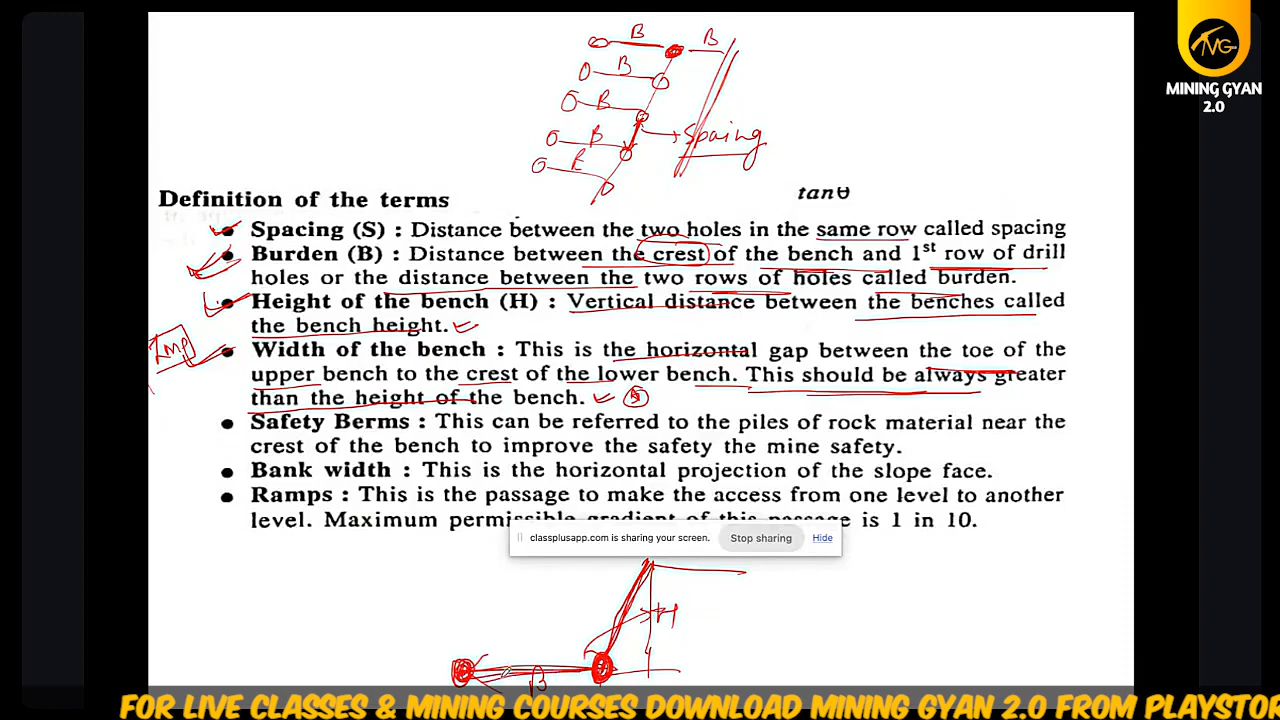 MINING GYAN
2.0
B
B
B
B
B
Spaing
Definition of the terms
tanθ
• Spacing (S) : Distance between the two holes in the same row called spacing
• Burden (B) : Distance between the crest of the bench and 1st row of drill
holes or the distance between the two rows of holes called burden.
• Height of the bench (H) : Vertical distance between the benches called
the bench height.
Imp
• Width of the bench : This is the horizontal gap between the toe of the
upper bench to the crest of the lower bench. This should be always greater
than the height of the bench.
• Safety Berms : This can be referred to the piles of rock material near the
crest of the bench to improve the safety the mine safety.
• Bank width : This is the horizontal projection of the slope face.
• Ramps : This is the passage to make the access from one level to another
level. Maximum permissible gradient of this passage is 1 in 10.
classplusapp.com is sharing your screen. Stop sharing Hide
H
B
FOR LIVE CLASSES & MINING COURSES DOWNLOAD MINING GYAN 2.0 FROM PLAYSTOR